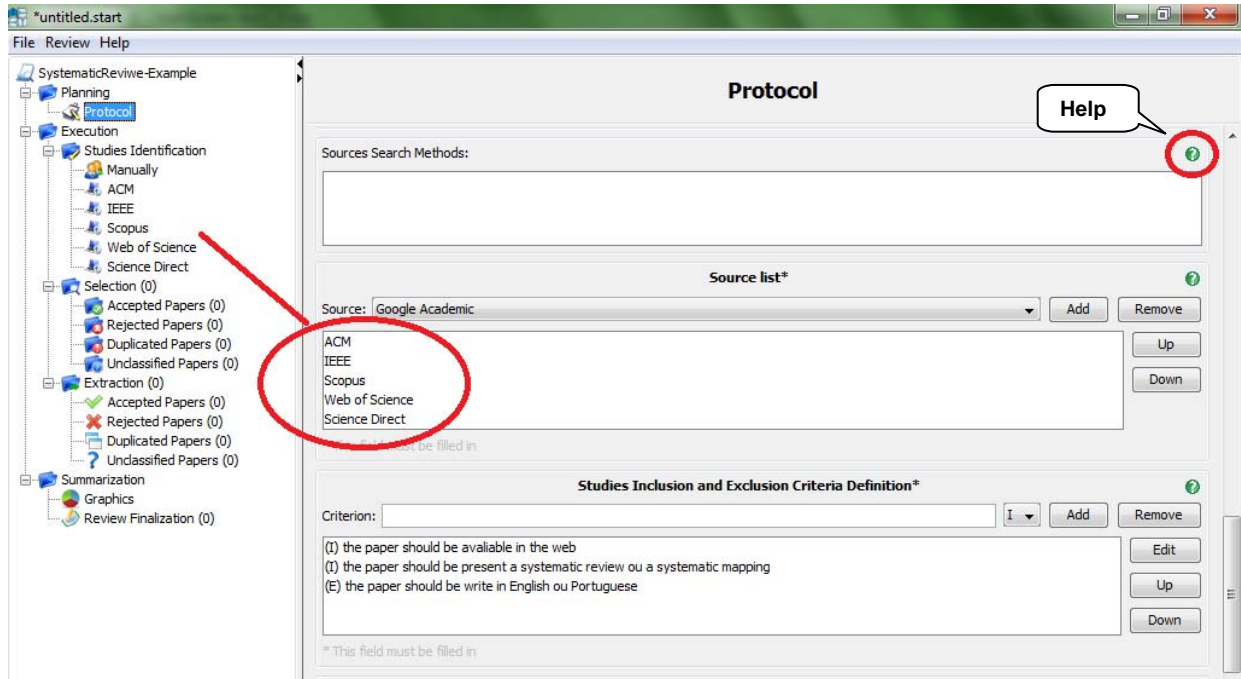 *untitled.start
File Review Help
SystematicReviwe-Example
Planning
Protocol
Execution
Studies Identification
Manually
ACM
IEEE
Scopus
Web of Science
Science Direct
Selection (0)
Accepted Papers (0)
Rejected Papers (0)
Duplicated Papers (0)
Unclassified Papers (0)
Extraction (0)
Accepted Papers (0)
Rejected Papers (0)
Duplicated Papers (0)
Unclassified Papers (0)
Summarization
Graphics
Review Finalization (0)
Protocol
Help
Sources Search Methods:
Source list*
Source: Google Academic Add Remove
ACM
IEEE
Scopus
Web of Science
Science Direct
Up
Down
field must be filled in
Studies Inclusion and Exclusion Criteria Definition*
Criterion: I Add Remove
(I) the paper should be avaliable in the web
(I) the paper should be present a systematic review ou a systematic mapping
(E) the paper should be write in English ou Portuguese
Edit
Up
Down
* This field must be filled in